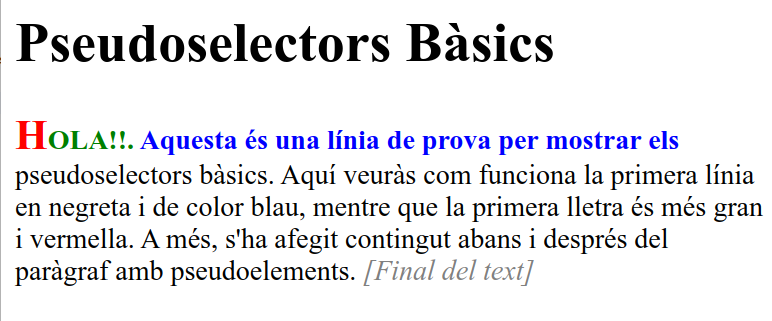 Pseudoselectors Bàsics
HOLA!!. Aquesta és una línia de prova per mostrar els
pseudoselectors bàsics. Aquí veuràs com funciona la primera línia
en negreta i de color blau, mentre que la primera lletra és més gran
i vermella. A més, s'ha afegit contingut abans i després del
paràgraf amb pseudoelements. [Final del text]